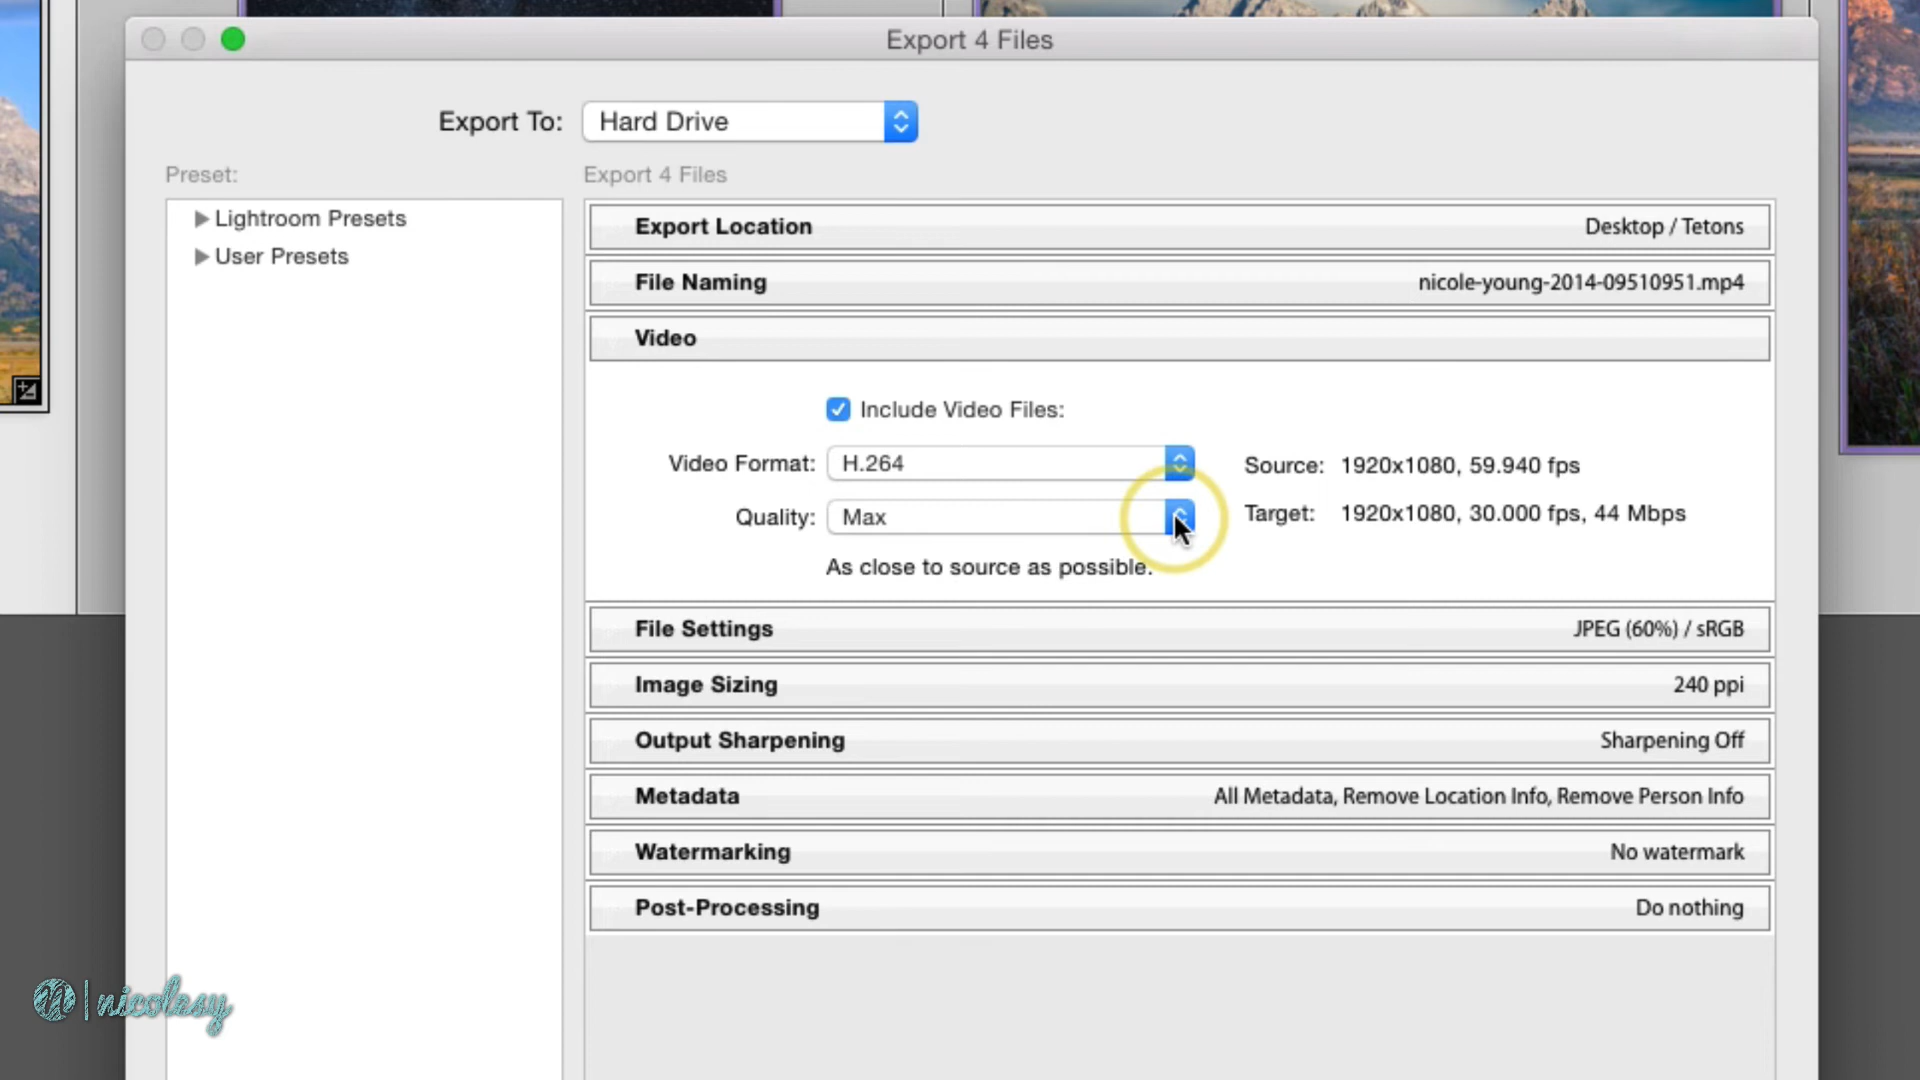 Export 4 Files
Export To: Hard Drive
Preset:
Lightroom Presets
User Presets
Export 4 Files
Export Location Desktop / Tetons
File Naming nicole-young-2014-09510951.mp4
Video
Include Video Files:
Video Format: H.264 Source: 1920x1080, 59.940 fps
Quality: Max Target: 1920x1080, 30.000 fps, 44 Mbps
As close to source as possible.
File Settings JPEG (60%) / sRGB
Image Sizing 240 ppi
Output Sharpening Sharpening Off
Metadata All Metadata, Remove Location Info, Remove Person Info
Watermarking No watermark
Post-Processing Do nothing
n | nicolesy